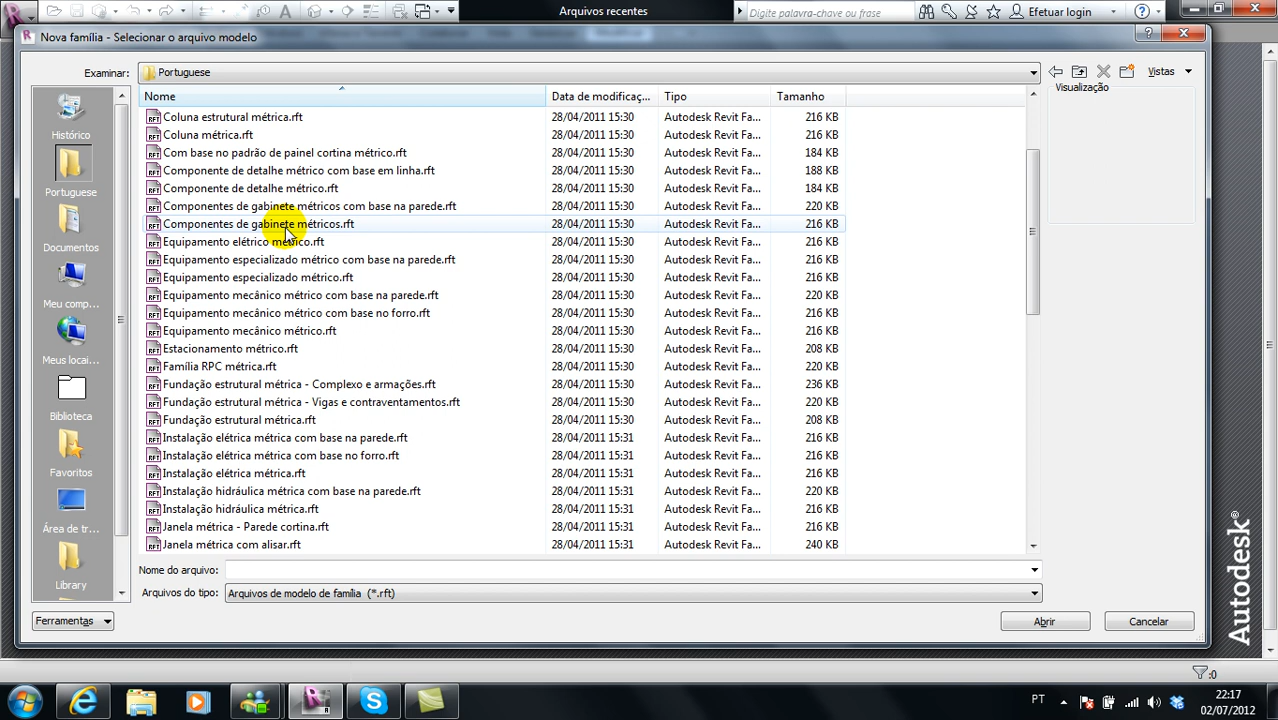 Arquivos recentes
Digite palavra-chave ou frase
Efetuar login
Nova família - Selecionar o arquivo modelo
Examinar:
Portuguese
Vistas
Nome
Data de modificaç...
Tipo
Tamanho
Visualização
Coluna estrutural métrica.rft 28/04/2011 15:30 Autodesk Revit Fa... 216 KB
Coluna métrica.rft 28/04/2011 15:30 Autodesk Revit Fa... 216 KB
Com base no padrão de painel cortina métrico.rft 28/04/2011 15:30 Autodesk Revit Fa... 184 KB
Componente de detalhe métrico com base em linha.rft 28/04/2011 15:30 Autodesk Revit Fa... 188 KB
Componente de detalhe métrico.rft 28/04/2011 15:30 Autodesk Revit Fa... 184 KB
Componentes de gabinete métricos com base na parede.rft 28/04/2011 15:30 Autodesk Revit Fa... 220 KB
Componentes de gabinete métricos.rft 28/04/2011 15:30 Autodesk Revit Fa... 216 KB
Equipamento elétrico métrico.rft 28/04/2011 15:30 Autodesk Revit Fa... 216 KB
Equipamento especializado métrico com base na parede.rft 28/04/2011 15:30 Autodesk Revit Fa... 216 KB
Equipamento especializado métrico.rft 28/04/2011 15:30 Autodesk Revit Fa... 216 KB
Equipamento mecânico métrico com base na parede.rft 28/04/2011 15:30 Autodesk Revit Fa... 220 KB
Equipamento mecânico métrico com base no forro.rft 28/04/2011 15:30 Autodesk Revit Fa... 216 KB
Equipamento mecânico métrico.rft 28/04/2011 15:30 Autodesk Revit Fa... 216 KB
Estacionamento métrico.rft 28/04/2011 15:30 Autodesk Revit Fa... 208 KB
Família RPC métrica.rft 28/04/2011 15:30 Autodesk Revit Fa... 220 KB
Fundação estrutural métrica - Complexo e armações.rft 28/04/2011 15:30 Autodesk Revit Fa... 236 KB
Fundação estrutural métrica - Vigas e contraventamentos.rft 28/04/2011 15:30 Autodesk Revit Fa... 220 KB
Fundação estrutural métrica.rft 28/04/2011 15:30 Autodesk Revit Fa... 208 KB
Instalação elétrica métrica com base na parede.rft 28/04/2011 15:31 Autodesk Revit Fa... 216 KB
Instalação elétrica métrica com base no forro.rft 28/04/2011 15:31 Autodesk Revit Fa... 216 KB
Instalação elétrica métrica.rft 28/04/2011 15:31 Autodesk Revit Fa... 216 KB
Instalação hidráulica métrica com base na parede.rft 28/04/2011 15:31 Autodesk Revit Fa... 220 KB
Instalação hidráulica métrica.rft 28/04/2011 15:31 Autodesk Revit Fa... 216 KB
Janela métrica - Parede cortina.rft 28/04/2011 15:31 Autodesk Revit Fa... 216 KB
Janela métrica com alisar.rft 28/04/2011 15:31 Autodesk Revit Fa... 240 KB
Histórico
Portuguese
Documentos
Meu comp...
Meus locai...
Biblioteca
Favoritos
Área de tr...
Library
Nome do arquivo:
Arquivos do tipo:
Arquivos de modelo de família (*.rft)
Ferramentas
Abrir
Cancelar
Autodesk®
:0
PT
22:17
02/07/2012